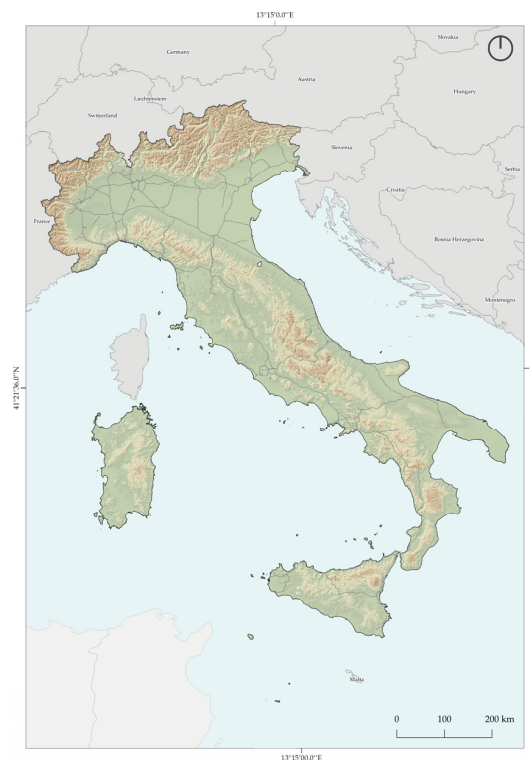 13°15'0.0"E
Slovakia
Germany
Austria
Hungary
Liechtenstein
Switzerland
Slovenia
Serbia
Croatia
France
Bosnia Herzegovina
Montenegro
41°21'36.0"N
Malta
0 100 200 km
13°15'00.0"E